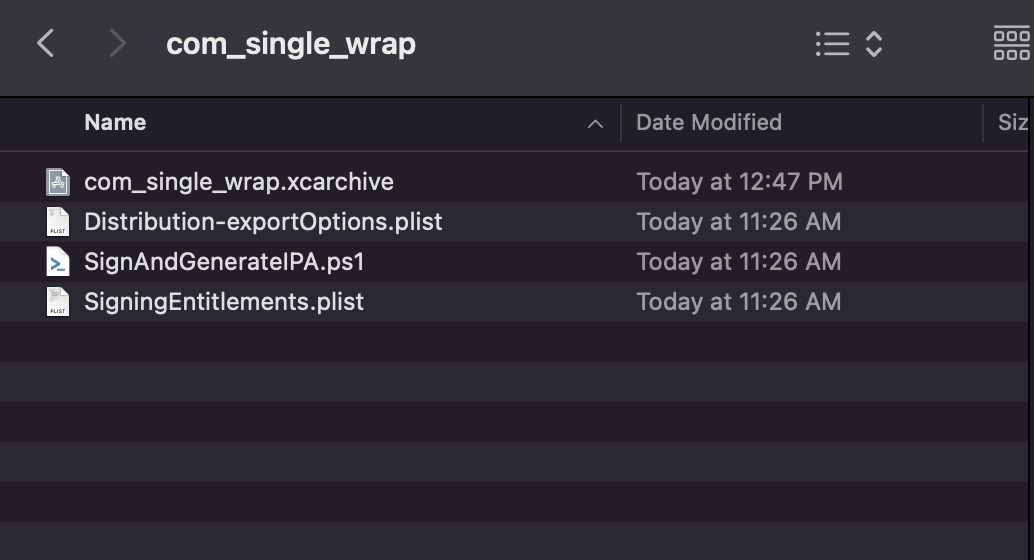 com_single_wrap
Name Date Modified Siz
com_single_wrap.xcarchive Today at 12:47 PM
PLIST Distribution-exportOptions.plist Today at 11:26 AM
SignAndGenerateIPA.ps1 Today at 11:26 AM
PLIST SigningEntitlements.plist Today at 11:26 AM